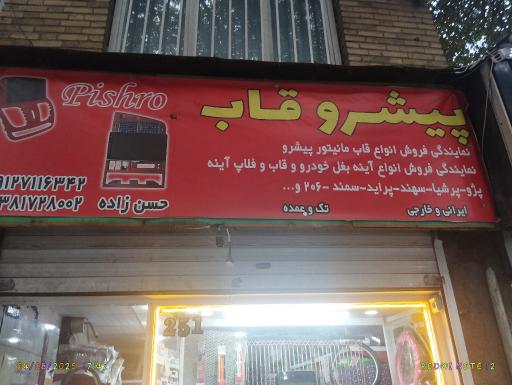 Pishro
پیشرو قاب
نمایندگی فروش انواع قاب مانیتور پیشرو
نمایندگی فروش انواع آینه بغل خودرو و قاب و فلاپ آینه
پژو-پرشیا-سهند-پراید-سمند -۲۰۶ و...
ایرانی و خارجی
تک و عمده
حسن زاده
۹۱۲۷۱۱۶۳۴۲
۳۸۱۷۲۸۰۰۲
251